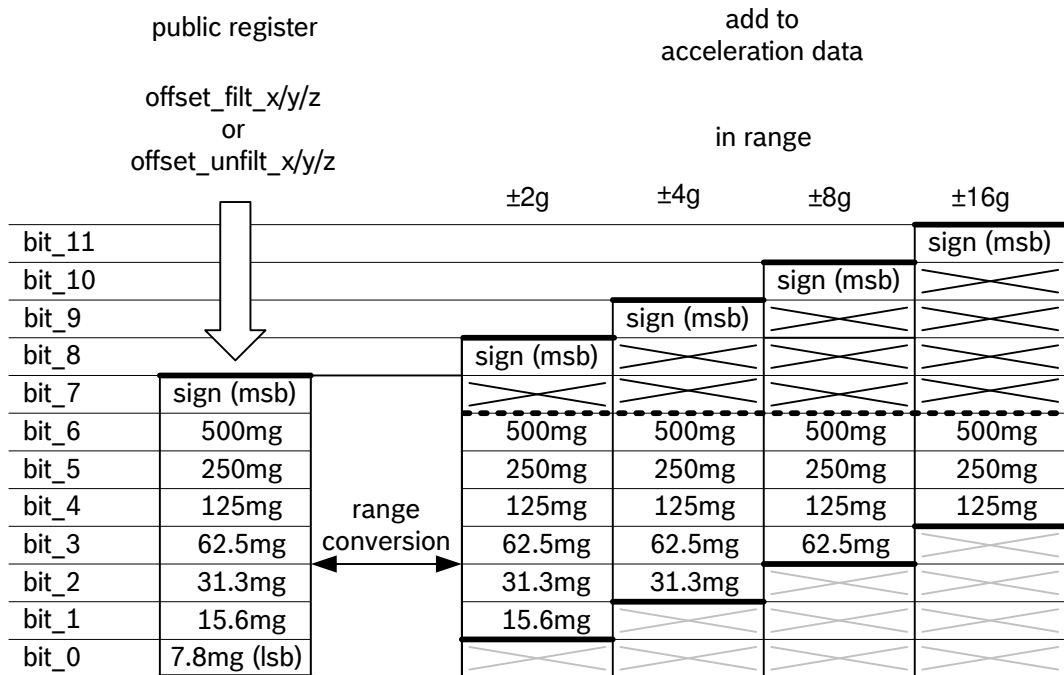 public register
add to
acceleration data
offset_filt_x/y/z
or
offset_unfilt_x/y/z
in range
±2g ±4g ±8g ±16g
bit_11 sign (msb)
bit_10 sign (msb)
bit_9 sign (msb)
bit_8 sign (msb)
bit_7 sign (msb)
bit_6 500mg 500mg 500mg 500mg 500mg
bit_5 250mg 250mg 250mg 250mg 250mg
bit_4 125mg 125mg 125mg 125mg 125mg
range
conversion
bit_3 62.5mg 62.5mg 62.5mg 62.5mg
bit_2 31.3mg 31.3mg 31.3mg
bit_1 15.6mg 15.6mg
bit_0 7.8mg (lsb)